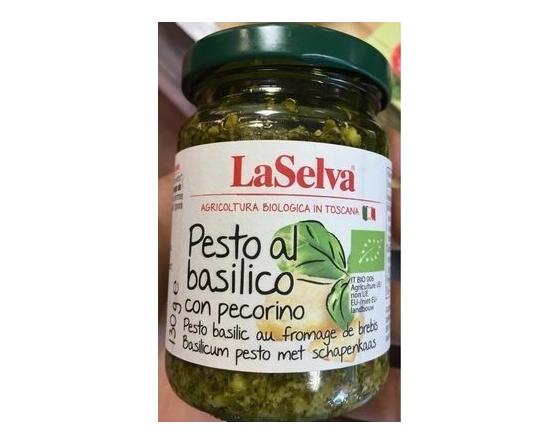 LaSelva
AGRICOLTURA BIOLOGICA IN TOSCANA
Pesto al
basilico
con pecorino
Pesto basilic au fromage de brebis
Basilicum pesto met schapenkaas
130 g e
IT BIO 006
Agriculture UE/
non UE
EU-/niet-EU-
landbouw